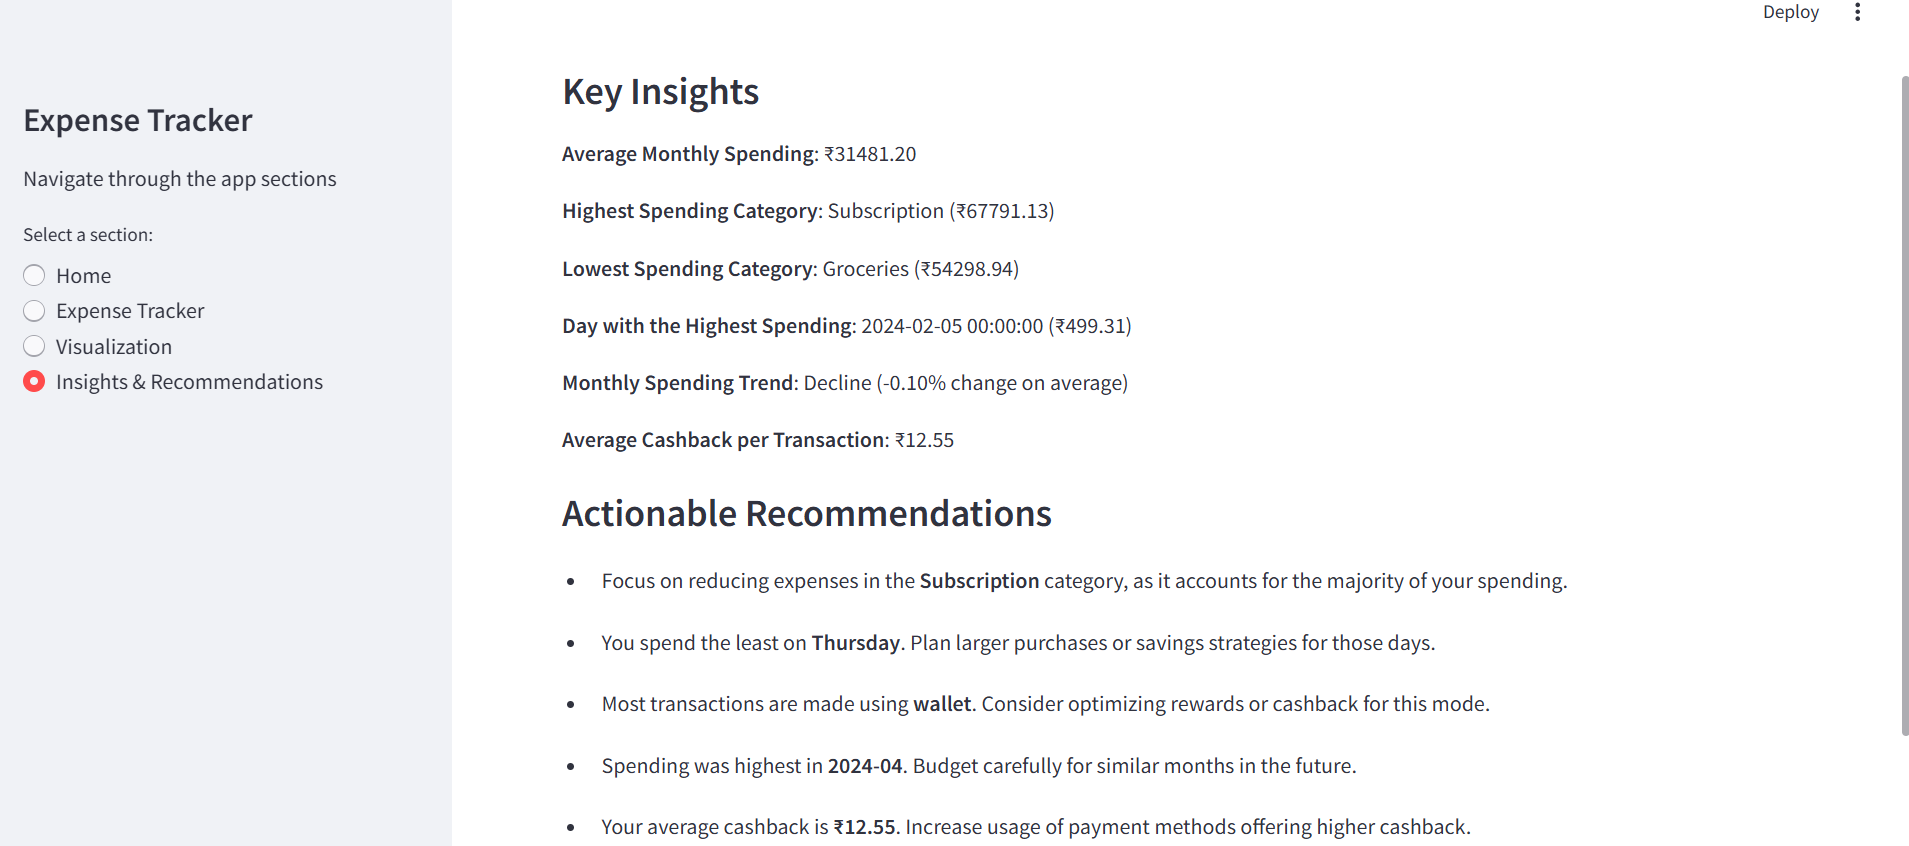 Deploy
Expense Tracker
Navigate through the app sections
Select a section:
Home
Expense Tracker
Visualization
Insights & Recommendations
Key Insights
Average Monthly Spending: ₹31481.20
Highest Spending Category: Subscription (₹67791.13)
Lowest Spending Category: Groceries (₹54298.94)
Day with the Highest Spending: 2024-02-05 00:00:00 (₹499.31)
Monthly Spending Trend: Decline (-0.10% change on average)
Average Cashback per Transaction: ₹12.55
Actionable Recommendations
• Focus on reducing expenses in the Subscription category, as it accounts for the majority of your spending.
• You spend the least on Thursday. Plan larger purchases or savings strategies for those days.
• Most transactions are made using wallet. Consider optimizing rewards or cashback for this mode.
• Spending was highest in 2024-04. Budget carefully for similar months in the future.
• Your average cashback is ₹12.55. Increase usage of payment methods offering higher cashback.